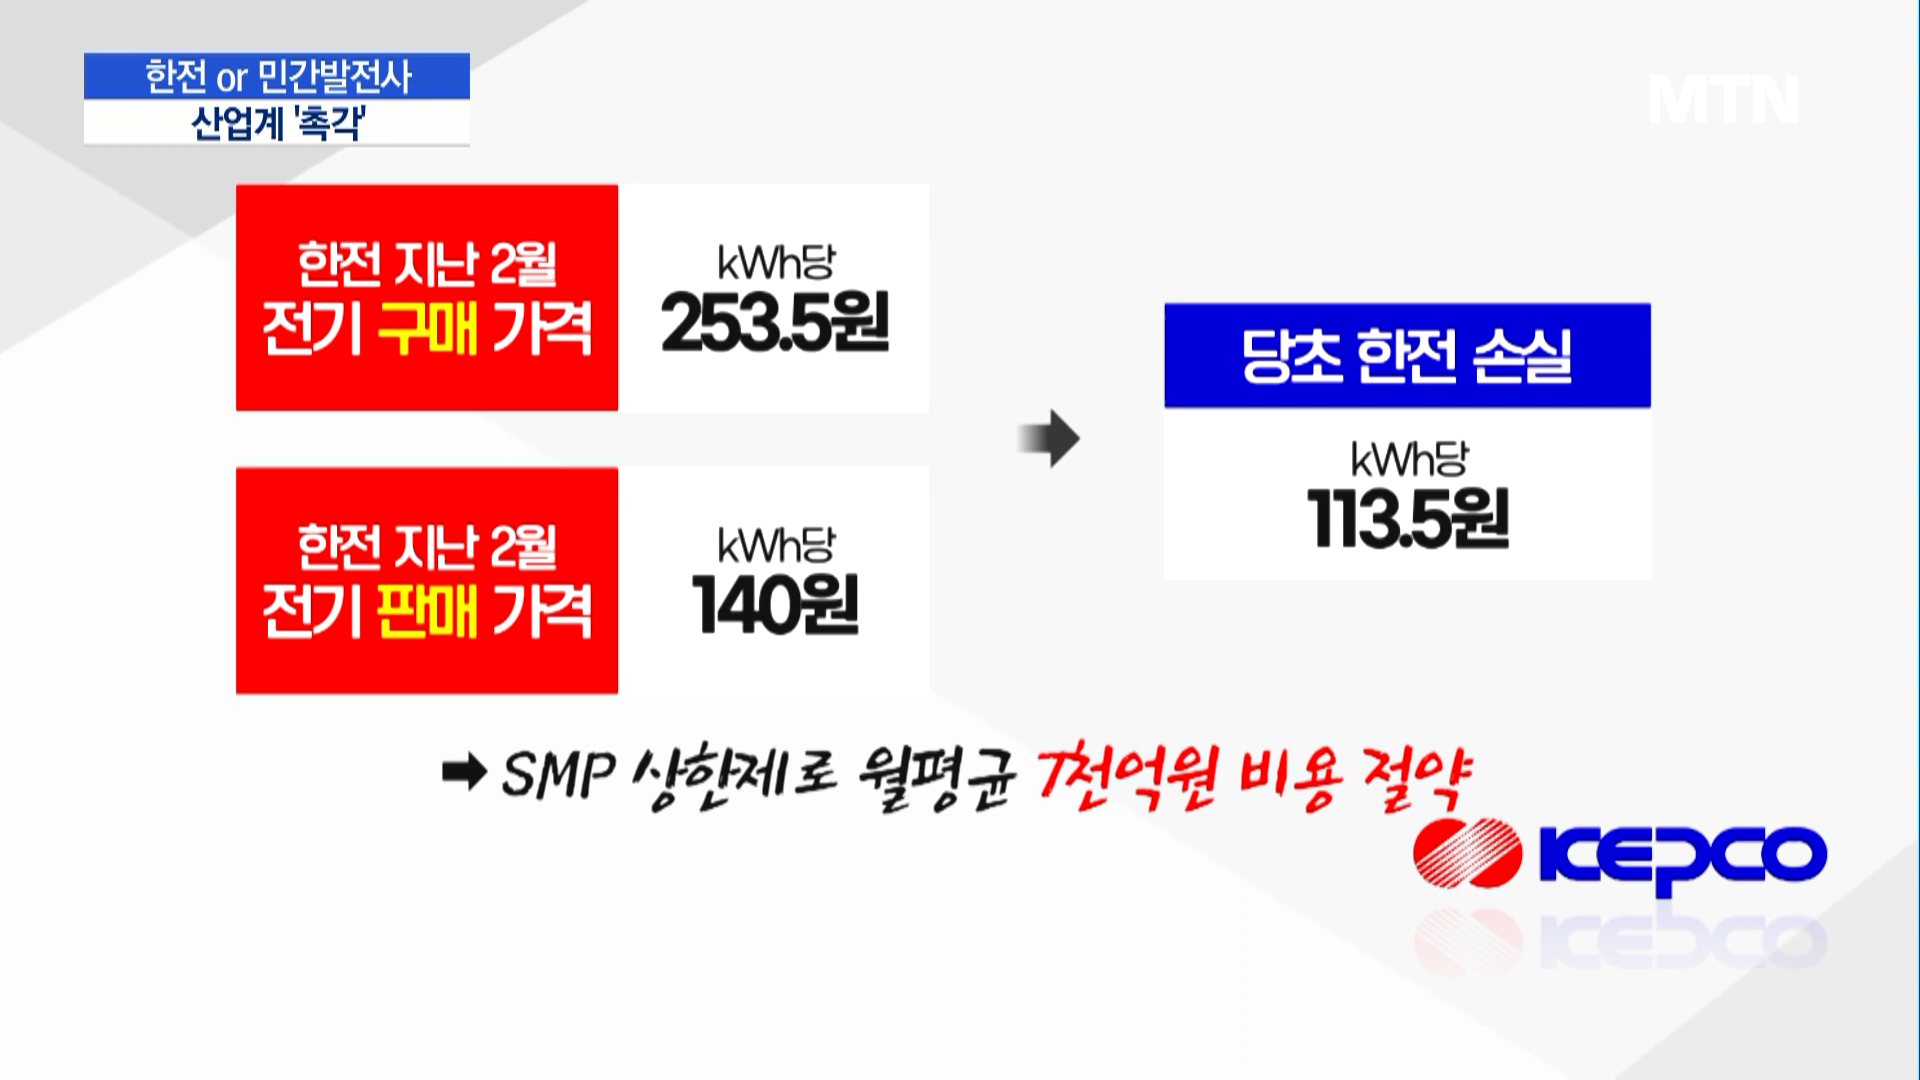 한전 or 민간발전사
산업계 '촉각'
MTN
한전 지난 2월
전기 구매 가격
kWh당
253.5원
한전 지난 2월
전기 판매 가격
kWh당
140원
당초 한전 손실
kWh당
113.5원
➡ SMP 상한제로 월평균 7천억원 비용 절약
KEPCO